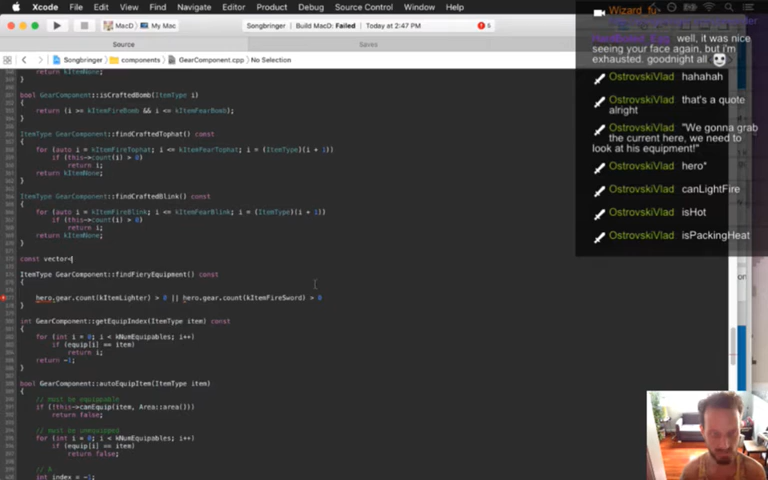 Xcode File Edit View Find Navigate Editor Product Debug Source Control Window Help
MacD My Mac
Songbringer Build MacD: Failed Today at 2:47 PM 5
Source
Saves
Songbringer components GearComponent.cpp No Selection
return kItemNone;
}
bool GearComponent::isCraftedBomb(ItemType i)
{
return (i >= kItemFireBomb && i <= kItemFearBomb);
}
ItemType GearComponent::findCraftedTophat() const
{
for (auto i = kItemFireTophat; i <= kItemFearTophat; i = (ItemType)(i + 1))
if (this->count(i) > 0)
return i;
return kItemNone;
}
ItemType GearComponent::findCraftedBlink() const
{
for (auto i = kItemFireBlink; i <= kItemFearBlink; i = (ItemType)(i + 1))
if (this->count(i) > 0)
return i;
return kItemNone;
}
const vector<
ItemType GearComponent::findFieryEquipment() const
{
hero.gear.count(kItemLighter) > 0 || hero.gear.count(kItemFireSword) > 0
}
int GearComponent::getEquipIndex(ItemType item) const
{
for (int i = 0; i < kNumEquipables; i++)
if (equip[i] == item)
return i;
return -1;
}
bool GearComponent::autoEquipItem(ItemType item)
{
// must be equippable
if (!this->canEquip(item, Area::area()))
return false;
// must be unequipped
for (int i = 0; i < kNumEquipables; i++)
if (equip[i] == item)
return false;
int index = -1;
well, it was nice
seeing your face again, but i'm
exhausted. goodnight all
OstrovskiVlad hahahah
OstrovskiVlad that's a quote
alright
OstrovskiVlad "We gonna grab
the current here, we need to
look at his equipment!"
OstrovskiVlad hero*
OstrovskiVlad canLightFire
OstrovskiVlad isHot
OstrovskiVlad isPackingHeat